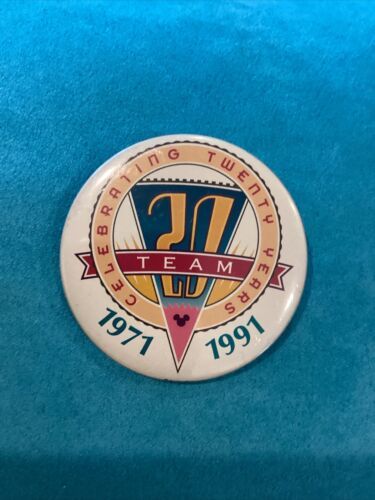 CELEBRATING TWENTY YEARS
20
TEAM
1971 1991